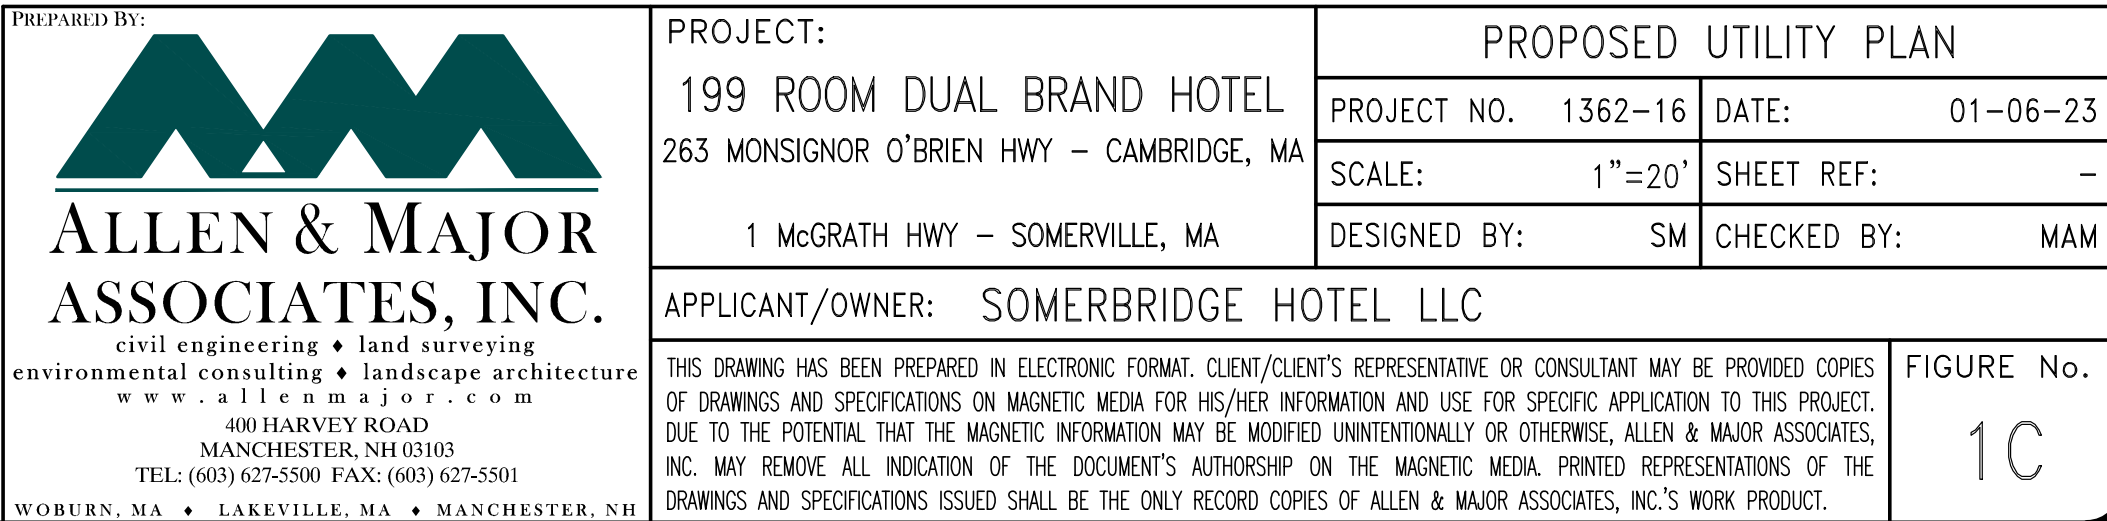 PREPARED BY:
ALLEN & MAJOR
ASSOCIATES, INC.
civil engineering ♦ land surveying
environmental consulting ♦ landscape architecture
www.allenmajor.com
400 HARVEY ROAD
MANCHESTER, NH 03103
TEL: (603) 627-5500 FAX: (603) 627-5501
WOBURN, MA ♦ LAKEVILLE, MA ♦ MANCHESTER, NH
PROJECT:
199 ROOM DUAL BRAND HOTEL
263 MONSIGNOR O'BRIEN HWY – CAMBRIDGE, MA
1 McGRATH HWY – SOMERVILLE, MA
PROPOSED UTILITY PLAN
PROJECT NO. 1362-16 DATE: 01-06-23
SCALE: 1"=20' SHEET REF: -
DESIGNED BY: SM CHECKED BY: MAM
APPLICANT/OWNER: SOMERBRIDGE HOTEL LLC
THIS DRAWING HAS BEEN PREPARED IN ELECTRONIC FORMAT. CLIENT/CLIENT'S REPRESENTATIVE OR CONSULTANT MAY BE PROVIDED COPIES
OF DRAWINGS AND SPECIFICATIONS ON MAGNETIC MEDIA FOR HIS/HER INFORMATION AND USE FOR SPECIFIC APPLICATION TO THIS PROJECT.
DUE TO THE POTENTIAL THAT THE MAGNETIC INFORMATION MAY BE MODIFIED UNINTENTIONALLY OR OTHERWISE, ALLEN & MAJOR ASSOCIATES,
INC. MAY REMOVE ALL INDICATION OF THE DOCUMENT'S AUTHORSHIP ON THE MAGNETIC MEDIA. PRINTED REPRESENTATIONS OF THE
DRAWINGS AND SPECIFICATIONS ISSUED SHALL BE THE ONLY RECORD COPIES OF ALLEN & MAJOR ASSOCIATES, INC.'S WORK PRODUCT.
FIGURE No.
1C